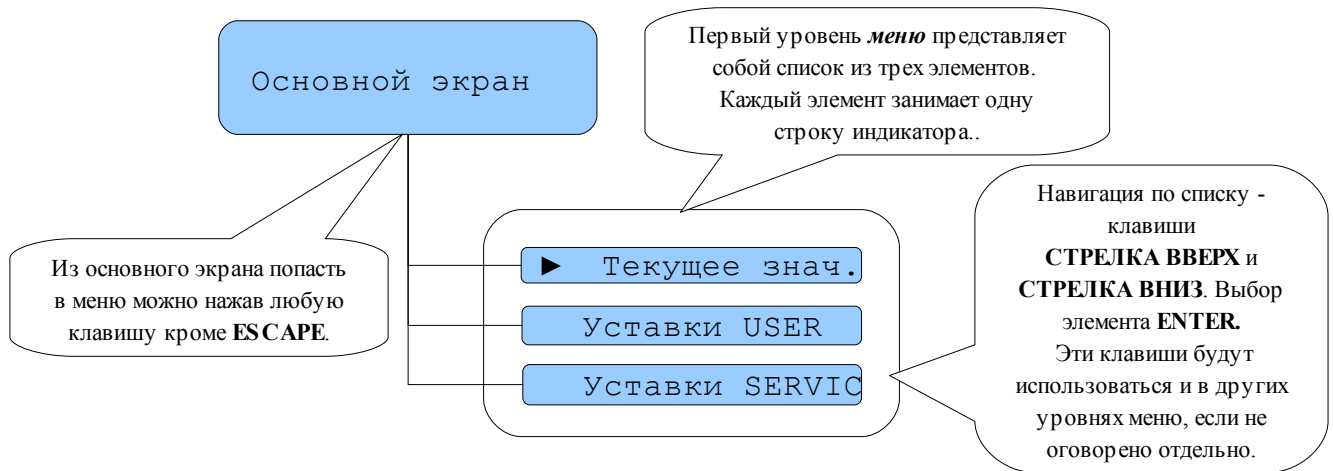 Основной экран
Первый уровень меню представляет
собой список из трех элементов.
Каждый элемент занимает одну
строку индикатора..
Из основного экрана попасть
в меню можно нажав любую
клавишу кроме ESCAPE.
► Текущее знач.
Уставки USER
Уставки SERVIC
Навигация по списку -
клавиши
СТРЕЛКА ВВЕРХ и
СТРЕЛКА ВНИЗ. Выбор
элемента ENTER.
Эти клавиши будут
использоваться и в других
уровнях меню, если не
оговорено отдельно.